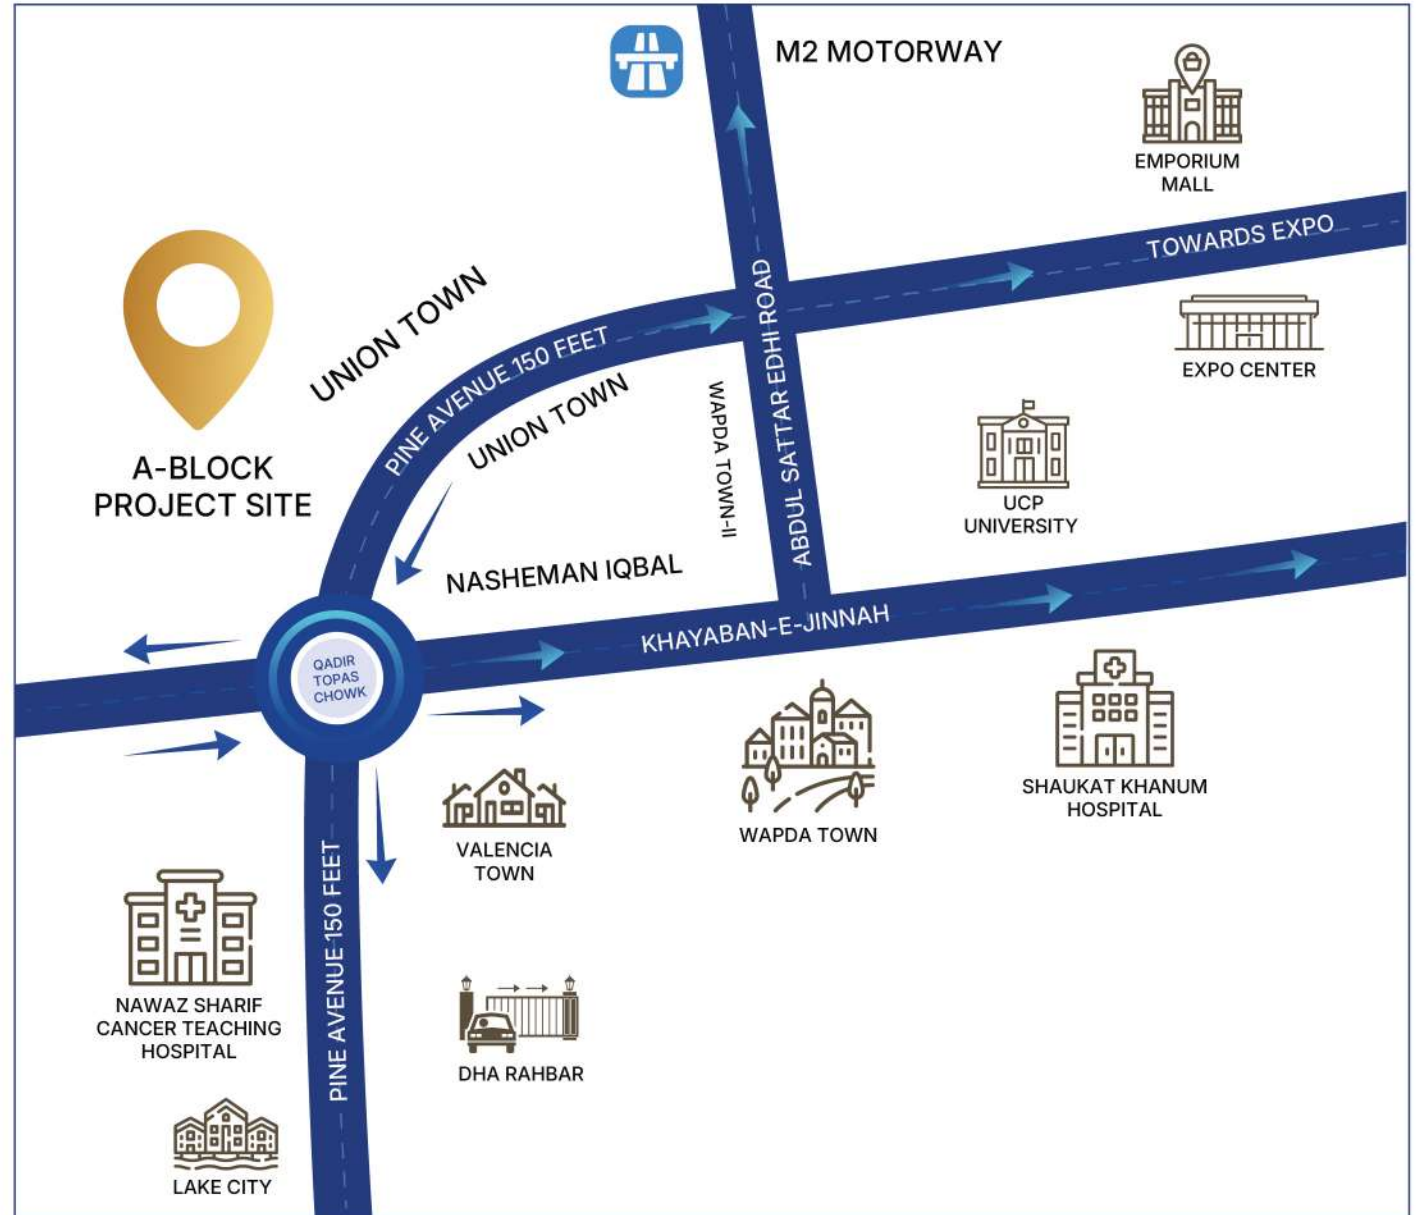 M2 MOTORWAY
EMPORIUM
MALL
TOWARDS EXPO
EXPO CENTER
UNION TOWN
PINE AVENUE 150 FEET
UNION TOWN
WAPDA TOWN-II
ABDUL SATTAR EDHI ROAD
A-BLOCK
PROJECT SITE
UCP
UNIVERSITY
NASHEMAN IQBAL
KHAYABAN-E-JINNAH
QADIR
TOPAS
CHOWK
SHAUKAT KHANUM
HOSPITAL
WAPDA TOWN
VALENCIA
TOWN
PINE AVENUE 150 FEET
NAWAZ SHARIF
CANCER TEACHING
HOSPITAL
DHA RAHBAR
LAKE CITY